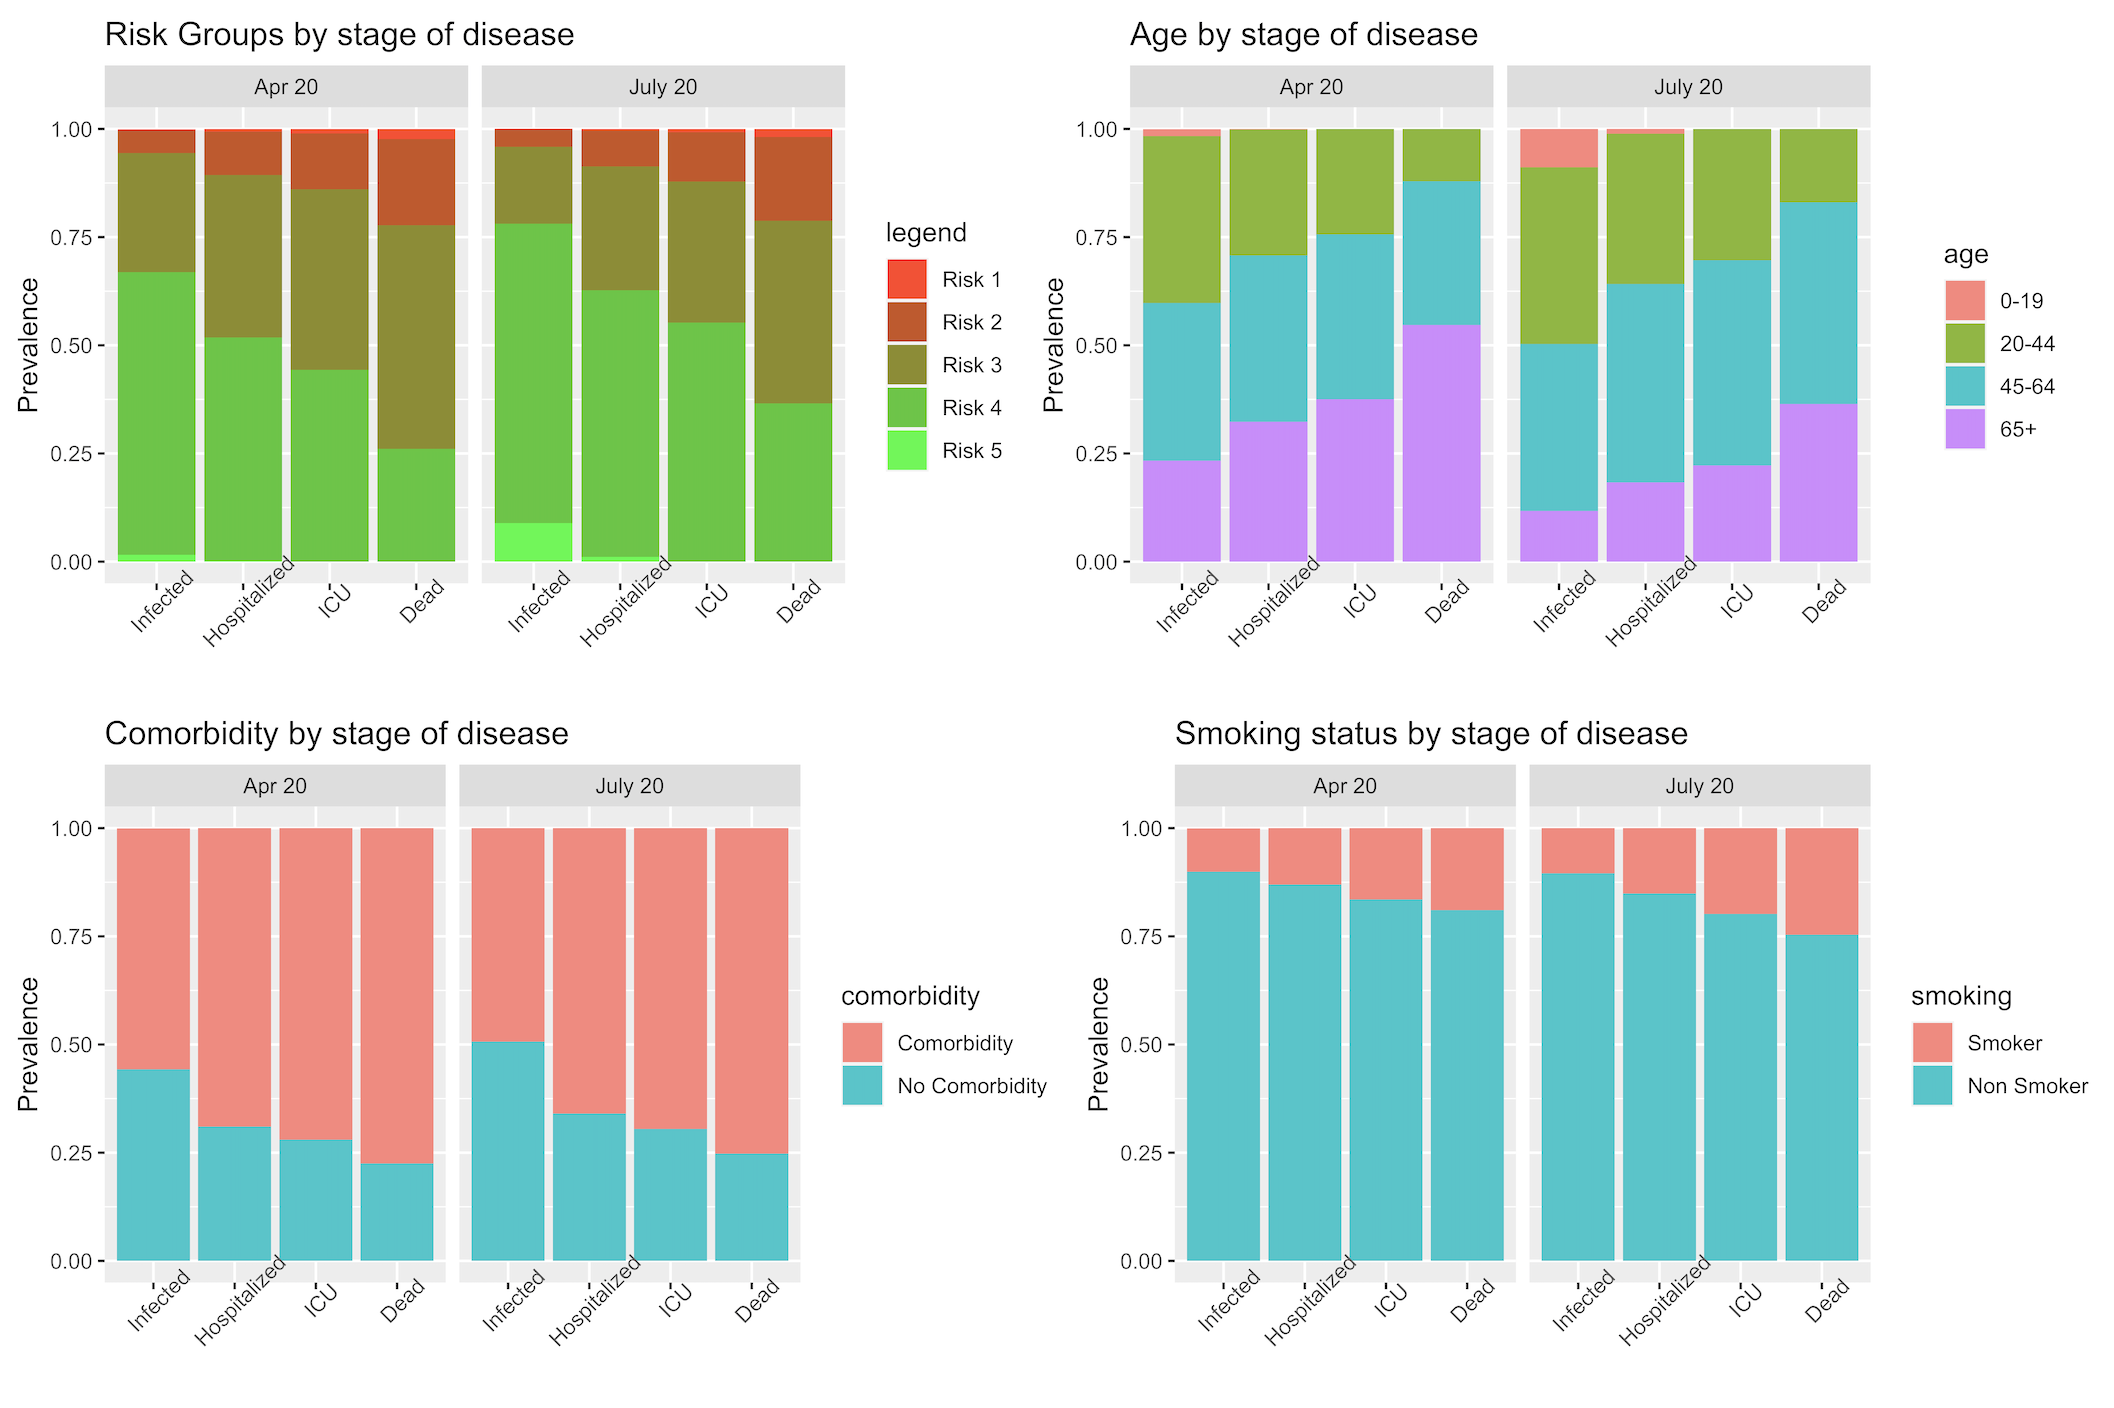 Risk Groups by stage of disease
Apr 20
July 20
Prevalence
1.00
0.75
0.50
0.25
0.00
Infected
Hospitalized
ICU
Dead
Infected
Hospitalized
ICU
Dead
legend
Risk 1
Risk 2
Risk 3
Risk 4
Risk 5
Age by stage of disease
Apr 20
July 20
Prevalence
1.00
0.75
0.50
0.25
0.00
Infected
Hospitalized
ICU
Dead
Infected
Hospitalized
ICU
Dead
age
0-19
20-44
45-64
65+
Comorbidity by stage of disease
Apr 20
July 20
Prevalence
1.00
0.75
0.50
0.25
0.00
Infected
Hospitalized
ICU
Dead
Infected
Hospitalized
ICU
Dead
comorbidity
Comorbidity
No Comorbidity
Smoking status by stage of disease
Apr 20
July 20
Prevalence
1.00
0.75
0.50
0.25
0.00
Infected
Hospitalized
ICU
Dead
Infected
Hospitalized
ICU
Dead
smoking
Smoker
Non Smoker